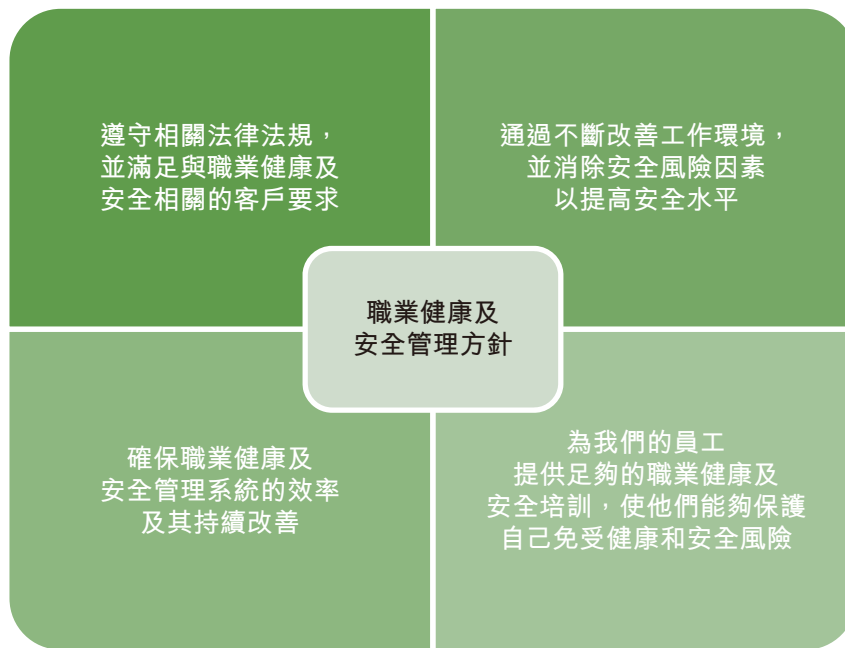 遵守相關法律法規，
並滿足與職業健康及
安全相關的客戶要求
通過不斷改善工作環境，
並消除安全風險因素
以提高安全水平
職業健康及
安全管理方針
確保職業健康及
安全管理系統的效率
及其持續改善
為我們的員工
提供足夠的職業健康及
安全培訓，使他們能夠保護
自己免受健康和安全風險